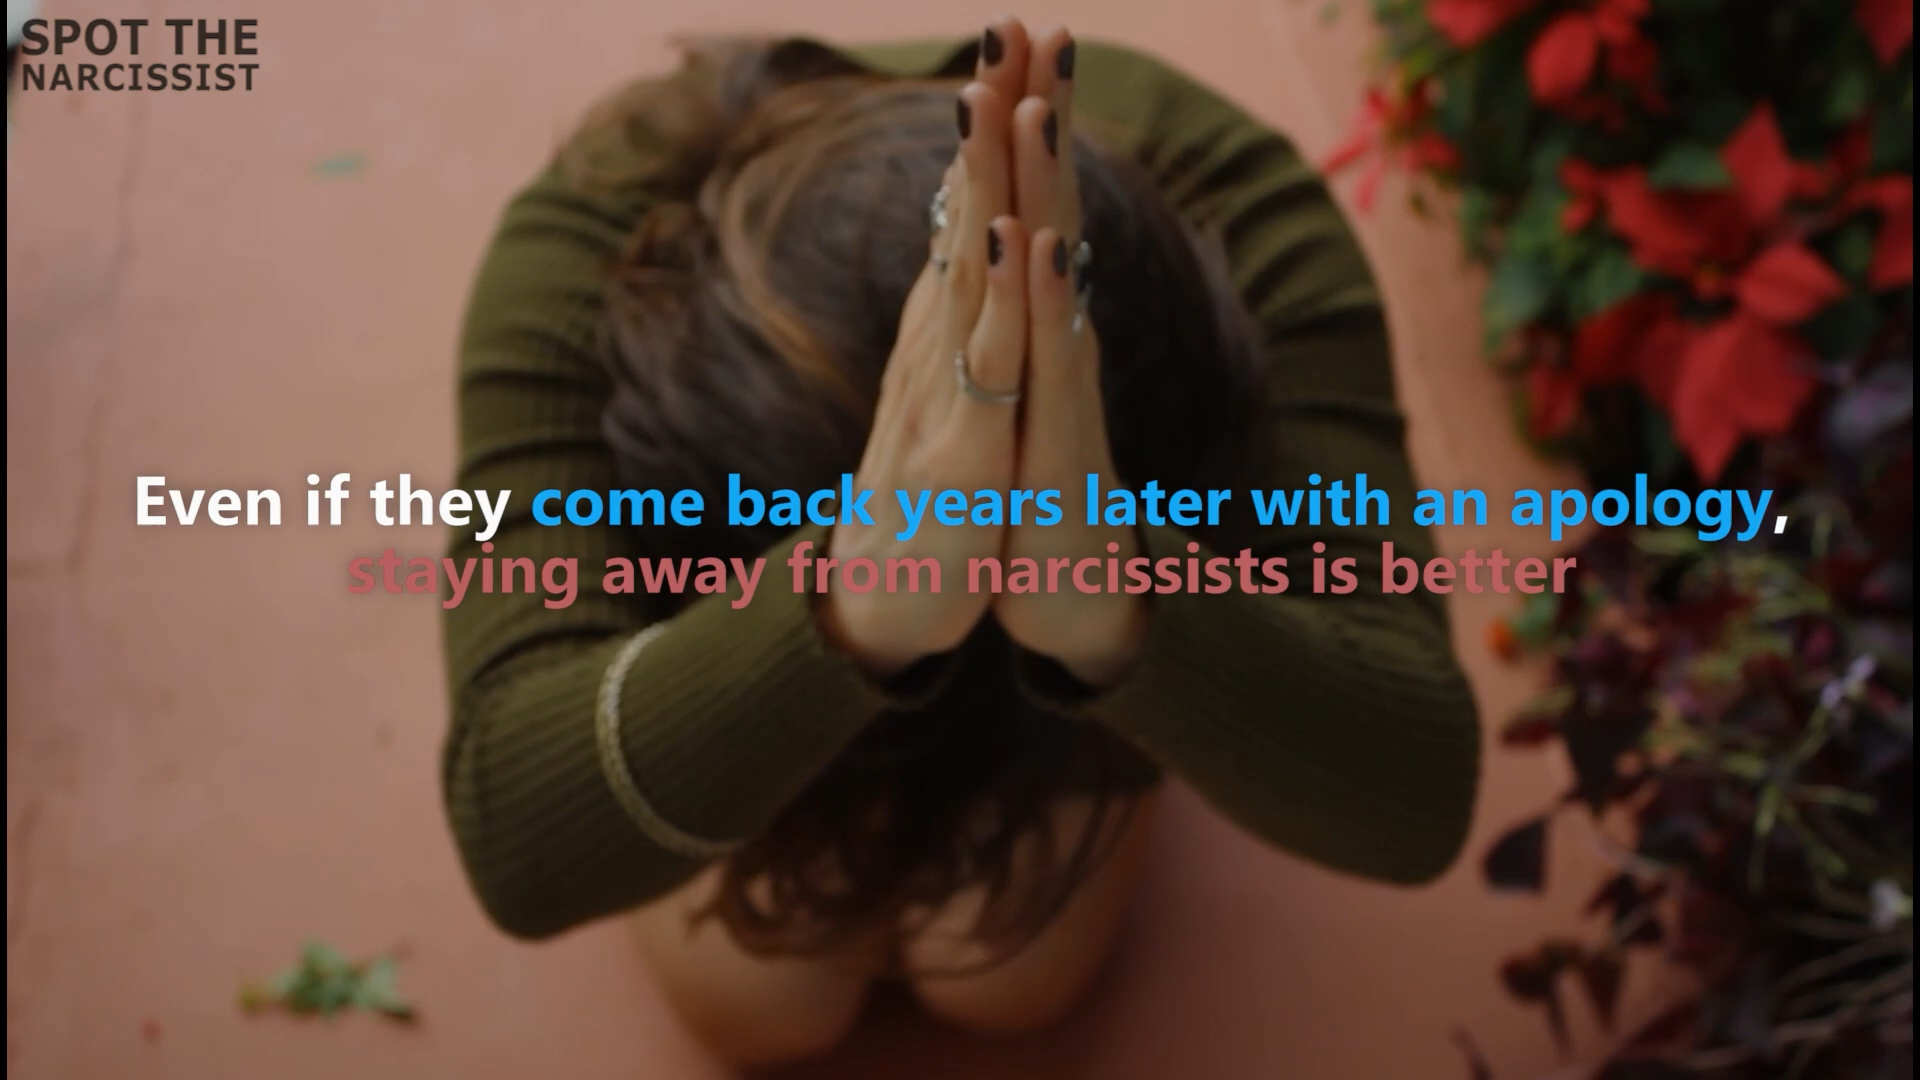 SPOT THE
NARCISSIST
Even if they come back years later with an apology,
staying away from narcissists is better